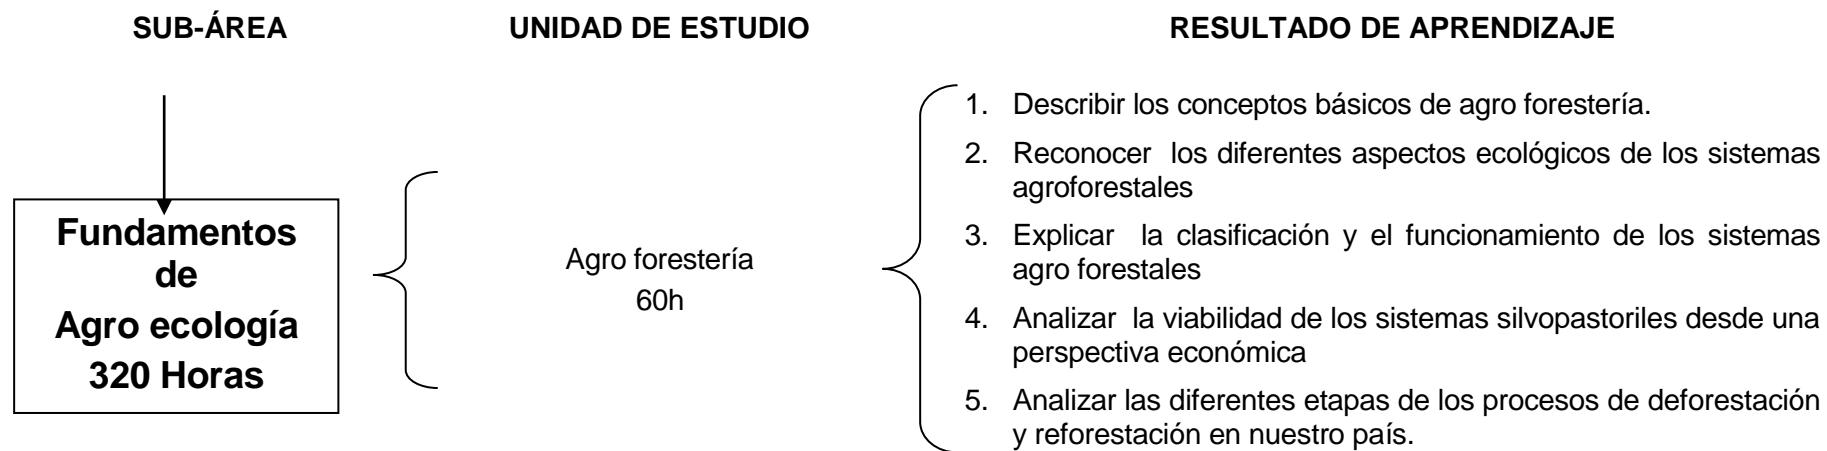 SUB-ÁREA
UNIDAD DE ESTUDIO
RESULTADO DE APRENDIZAJE
Fundamentos
de
Agro ecología
320 Horas
Agro forestería
60h
1. Describir los conceptos básicos de agro forestería.
2. Reconocer los diferentes aspectos ecológicos de los sistemas
agroforestales
3. Explicar la clasificación y el funcionamiento de los sistemas
agro forestales
4. Analizar la viabilidad de los sistemas silvopastoriles desde una
perspectiva económica
5. Analizar las diferentes etapas de los procesos de deforestación
y reforestación en nuestro país.